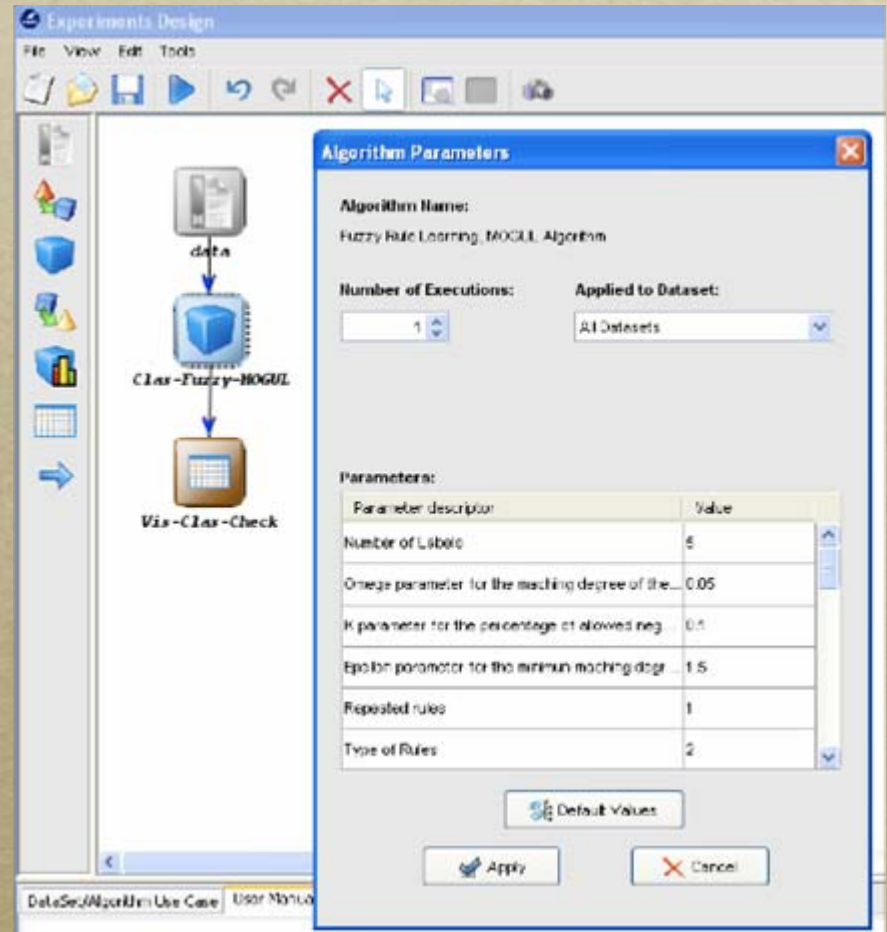 Experiments Design
File View Edit Tools
data
Clas-Fuzzy-MOGUL
Vis-Clas-Check
Algorithm Parameters
Algorithm Name:
Fuzzy Rule Learning, MOGUL Algorithm
Number of Executions: Applied to Dataset:
1 All Datasets
Parameters:
Parameter descriptor Value
Number of Labels 5
Omega parameter for the maching degree of the... 0.05
K parameter for the percentage of allowed neg... 0.1
Epsilon parameter for the minimun maching degr... 1.5
Repeated rules 1
Type of Rules 2
Default Values
Apply Cancel
DataSet/Algorithm Use Case User Manua